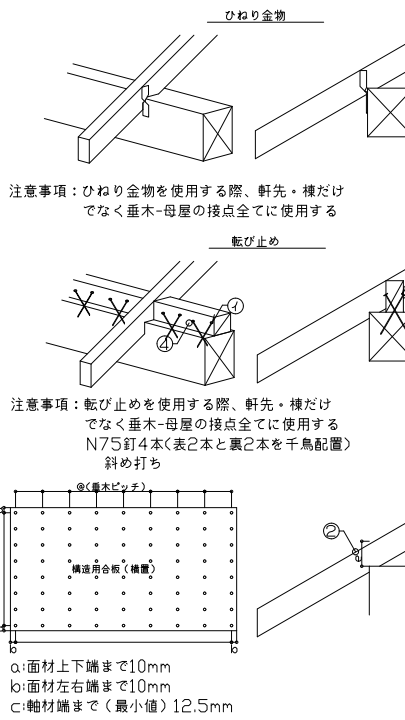 ひねり金物
注意事項：ひねり金物を使用する際、軒先。棟だけ
でなく垂木-母屋の接点全てに使用する
転び止め
イ
④
注意事項：転び止めを使用する際、軒先。棟だけ
でなく垂木-母屋の接点全てに使用する
N75釘4本(表2本と裏2本を千鳥配置)
斜め打ち
@(垂木ピッチ)
構造用合板（横置）
②
a
b
b
a:面材上下端まで10mm
b:面材左右端まで10mm
c:軸材端まで（最小値）12.5mm